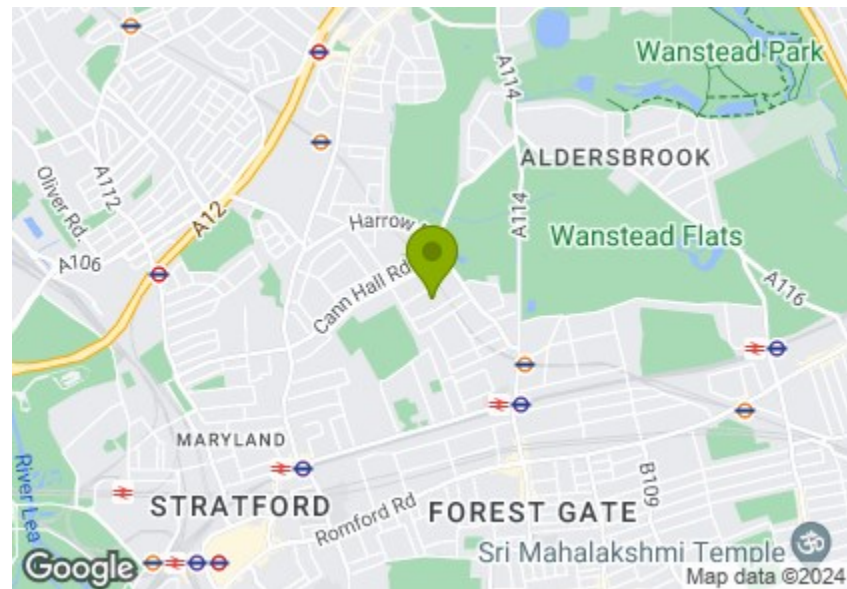 Wanstead Park
A114
ALDERSBROOK
A112
Oliver Rd.
A12
Harrow
A114
Wanstead Flats
A106
Cann Hall Rd
A116
MARYLAND
River Lea
STRATFORD
Romford Rd
FOREST GATE
B109
Sri Mahalakshmi Temple
ॐ
Google
Map data ©2024